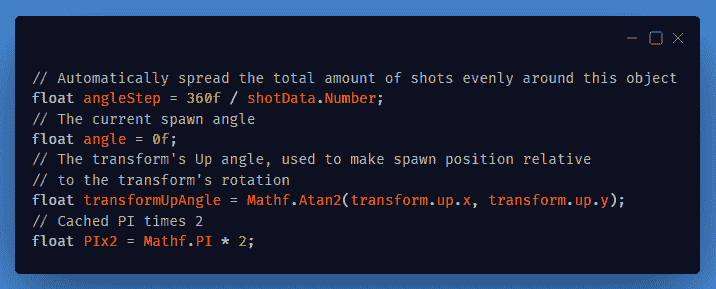 // Automatically spread the total amount of shots evenly around this object
float angleStep = 360f / shotData.Number;
// The current spawn angle
float angle = 0f;
// The transform's Up angle, used to make spawn position relative
// to the transform's rotation
float transformUpAngle = Mathf.Atan2(transform.up.x, transform.up.y);
// Cached PI times 2
float PIx2 = Mathf.PI * 2;